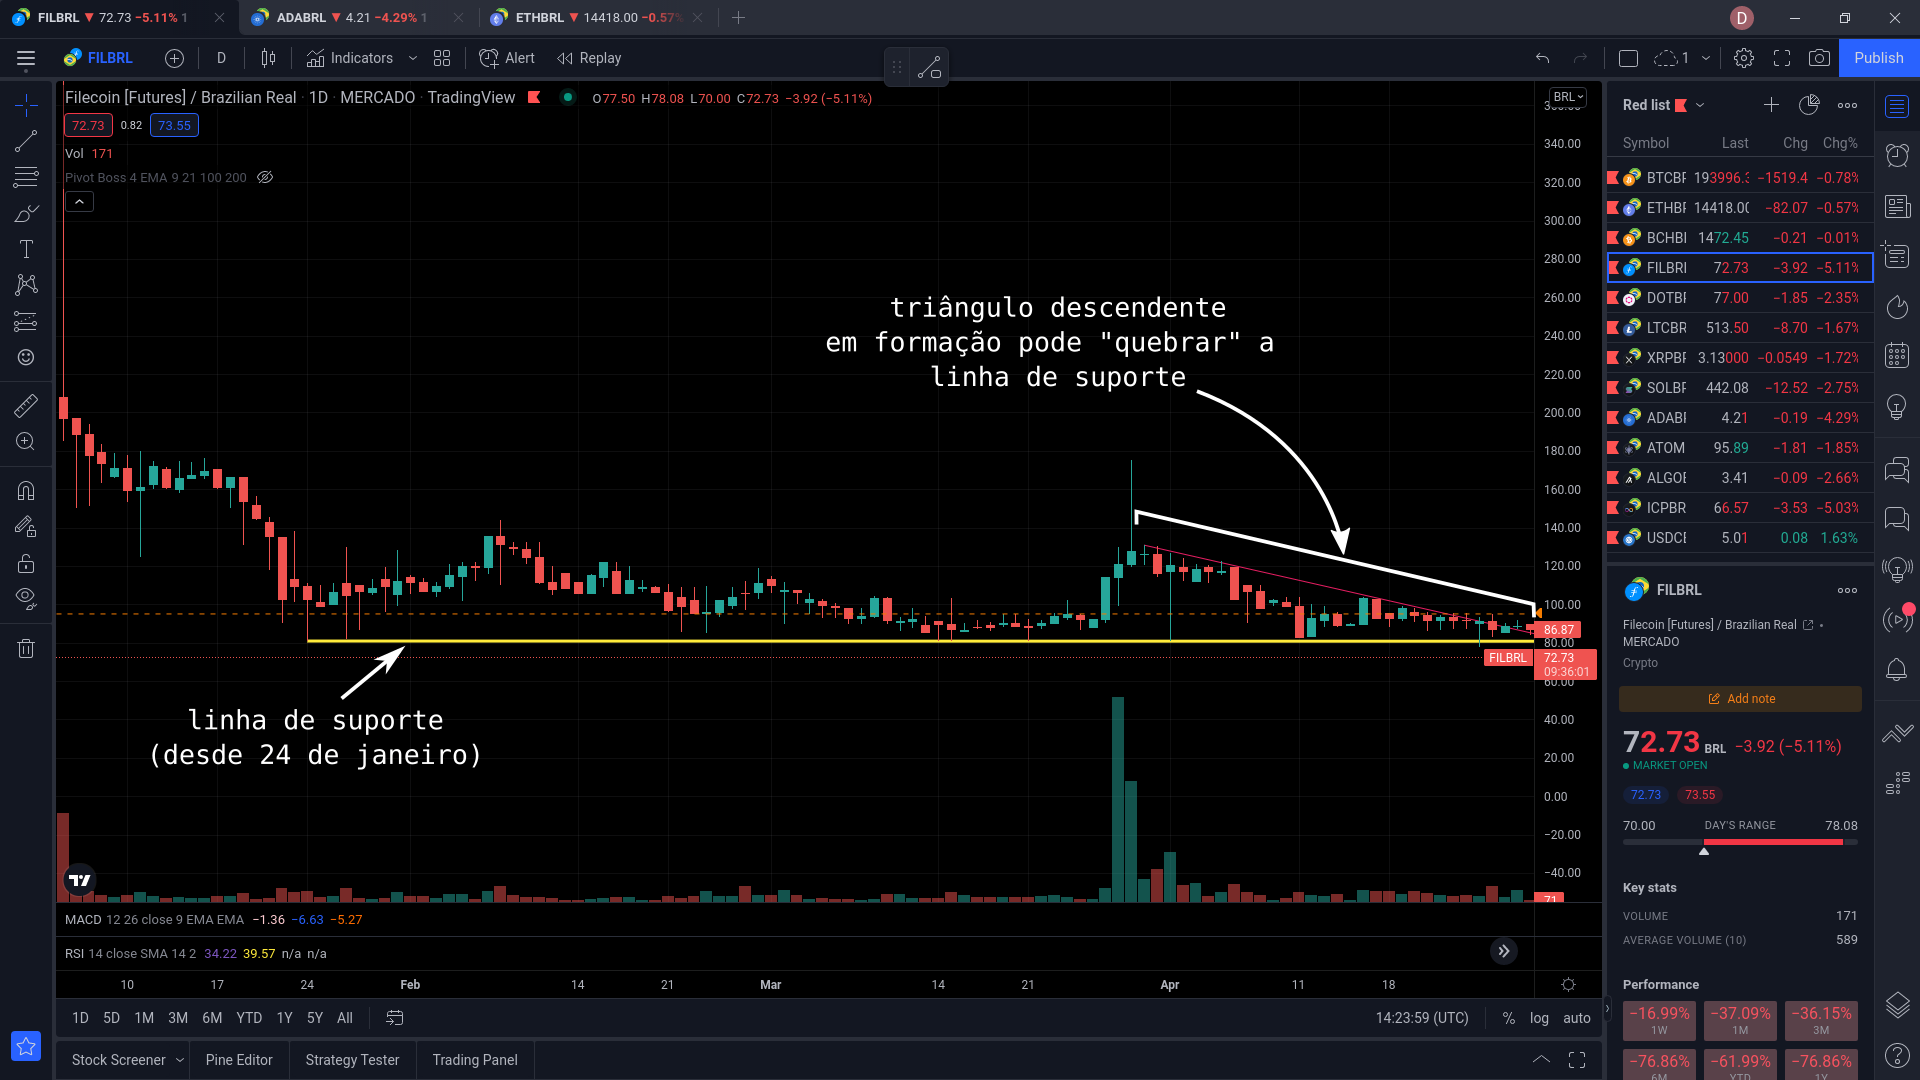 FILBRL ▼ 72.73 −5.11% 1
ADABRL ▼ 4.21 −4.29% 1
ETHBRL ▼ 14418.00 −0.57%
D
FILBRL
D
Indicators
Alert
Replay
1
Publish
Filecoin [Futures] / Brazilian Real · 1D · MERCADO · TradingView
O77.50 H78.08 L70.00 C72.73 −3.92 (−5.11%)
72.73 0.82 73.55
Vol 171
Pivot Boss 4 EMA 9 21 100 200
triângulo descendente
em formação pode "quebrar" a
linha de suporte
linha de suporte
(desde 24 de janeiro)
BRL
340.00
320.00
300.00
280.00
260.00
240.00
220.00
200.00
180.00
160.00
140.00
120.00
100.00
86.87
80.00
FILBRL 72.73
09:36:01
60.00
40.00
20.00
0.00
−20.00
−40.00
71
MACD 12 26 close 9 EMA EMA −1.36 −6.63 −5.27
RSI 14 close SMA 14 2 34.22 39.57 n/a n/a
10 17 24 Feb 14 21 Mar 14 21 Apr 11 18
1D 5D 1M 3M 6M YTD 1Y 5Y All
14:23:59 (UTC) % log auto
Stock Screener Pine Editor Strategy Tester Trading Panel
Red list
Symbol Last Chg Chg%
BTCBF 193996.3 −1519.4 −0.78%
ETHBF 14418.00 −82.07 −0.57%
BCHBI 1472.45 −0.21 −0.01%
FILBRI 72.73 −3.92 −5.11%
DOTBF 77.00 −1.85 −2.35%
LTCBR 513.50 −8.70 −1.67%
XRPBF 3.13000 −0.0549 −1.72%
SOLBF 442.08 −12.52 −2.75%
ADABF 4.21 −0.19 −4.29%
ATOM 95.89 −1.81 −1.85%
ALGOE 3.41 −0.09 −2.66%
ICPBR 66.57 −3.53 −5.03%
USDCE 5.01 0.08 1.63%
FILBRL
Filecoin [Futures] / Brazilian Real
MERCADO
Crypto
Add note
72.73 BRL −3.92 (−5.11%)
MARKET OPEN
72.73 73.55
70.00 DAY'S RANGE 78.08
Key stats
VOLUME 171
AVERAGE VOLUME (10) 589
Performance
−16.99% −37.09% −36.15%
1W 1M 3M
−76.86% −61.99% −76.86%
6M YTD 1Y